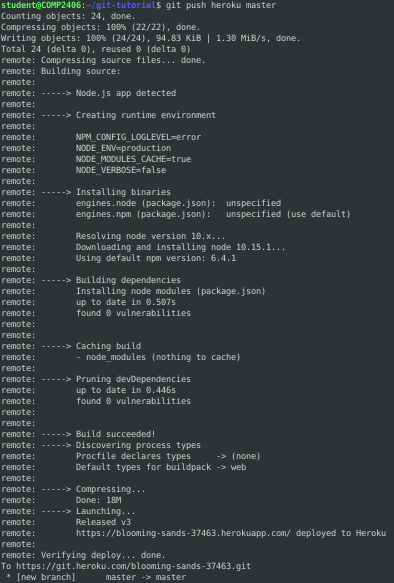 student@COMP2406:~/git-tutorial$ git push heroku master
Counting objects: 24, done.
Compressing objects: 100% (22/22), done.
Writing objects: 100% (24/24), 94.83 KiB | 1.30 MiB/s, done.
Total 24 (delta 0), reused 0 (delta 0)
remote: Compressing source files... done.
remote: Building source:
remote:
remote: -----> Node.js app detected
remote:
remote: -----> Creating runtime environment
remote:
remote:        NPM_CONFIG_LOGLEVEL=error
remote:        NODE_ENV=production
remote:        NODE_MODULES_CACHE=true
remote:        NODE_VERBOSE=false
remote:
remote: -----> Installing binaries
remote:        engines.node (package.json):  unspecified
remote:        engines.npm (package.json):   unspecified (use default)
remote:
remote:        Resolving node version 10.x...
remote:        Downloading and installing node 10.15.1...
remote:        Using default npm version: 6.4.1
remote:
remote: -----> Building dependencies
remote:        Installing node modules (package.json)
remote:        up to date in 0.507s
remote:        found 0 vulnerabilities
remote:
remote:
remote: -----> Caching build
remote:        - node_modules (nothing to cache)
remote:
remote: -----> Pruning devDependencies
remote:        up to date in 0.446s
remote:        found 0 vulnerabilities
remote:
remote:
remote: -----> Build succeeded!
remote: -----> Discovering process types
remote:        Procfile declares types     -> (none)
remote:        Default types for buildpack -> web
remote:
remote: -----> Compressing...
remote:        Done: 18M
remote: -----> Launching...
remote:        Released v3
remote:        https://blooming-sands-37463.herokuapp.com/ deployed to Heroku
remote:
remote: Verifying deploy... done.
To https://git.heroku.com/blooming-sands-37463.git
 * [new branch]      master -> master